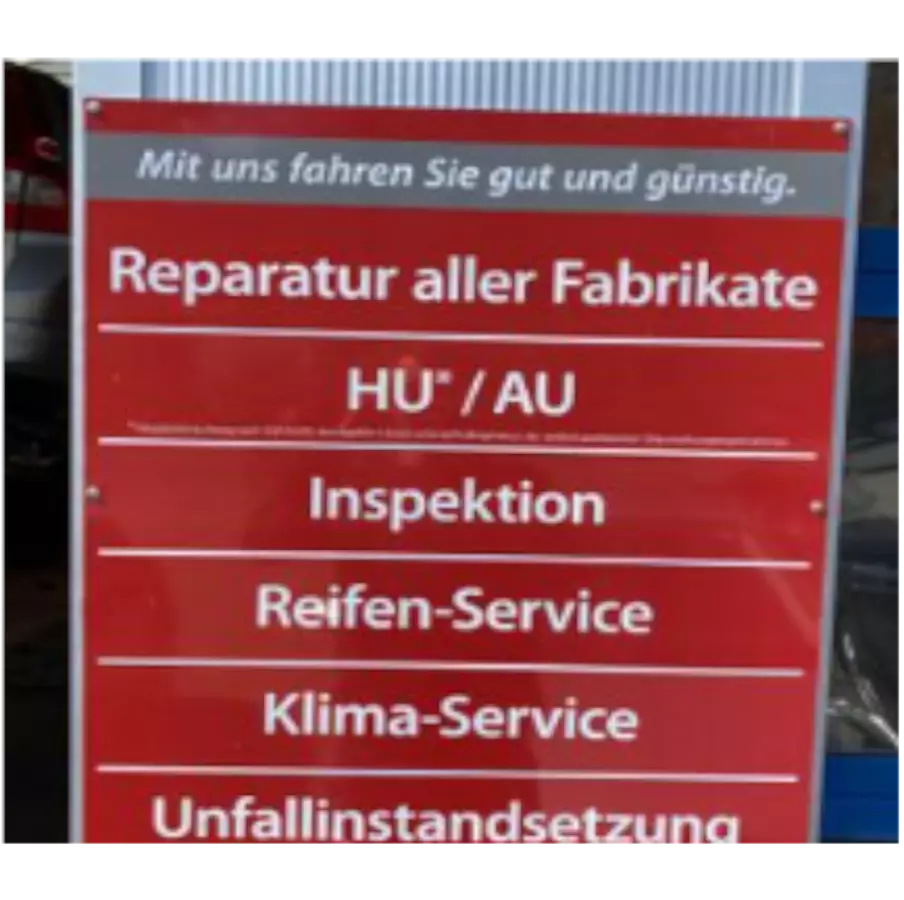 Mit uns fahren Sie gut und günstig.
Reparatur aller Fabrikate
HU* / AU
Inspektion
Reifen-Service
Klima-Service
Unfallinstandsetzung